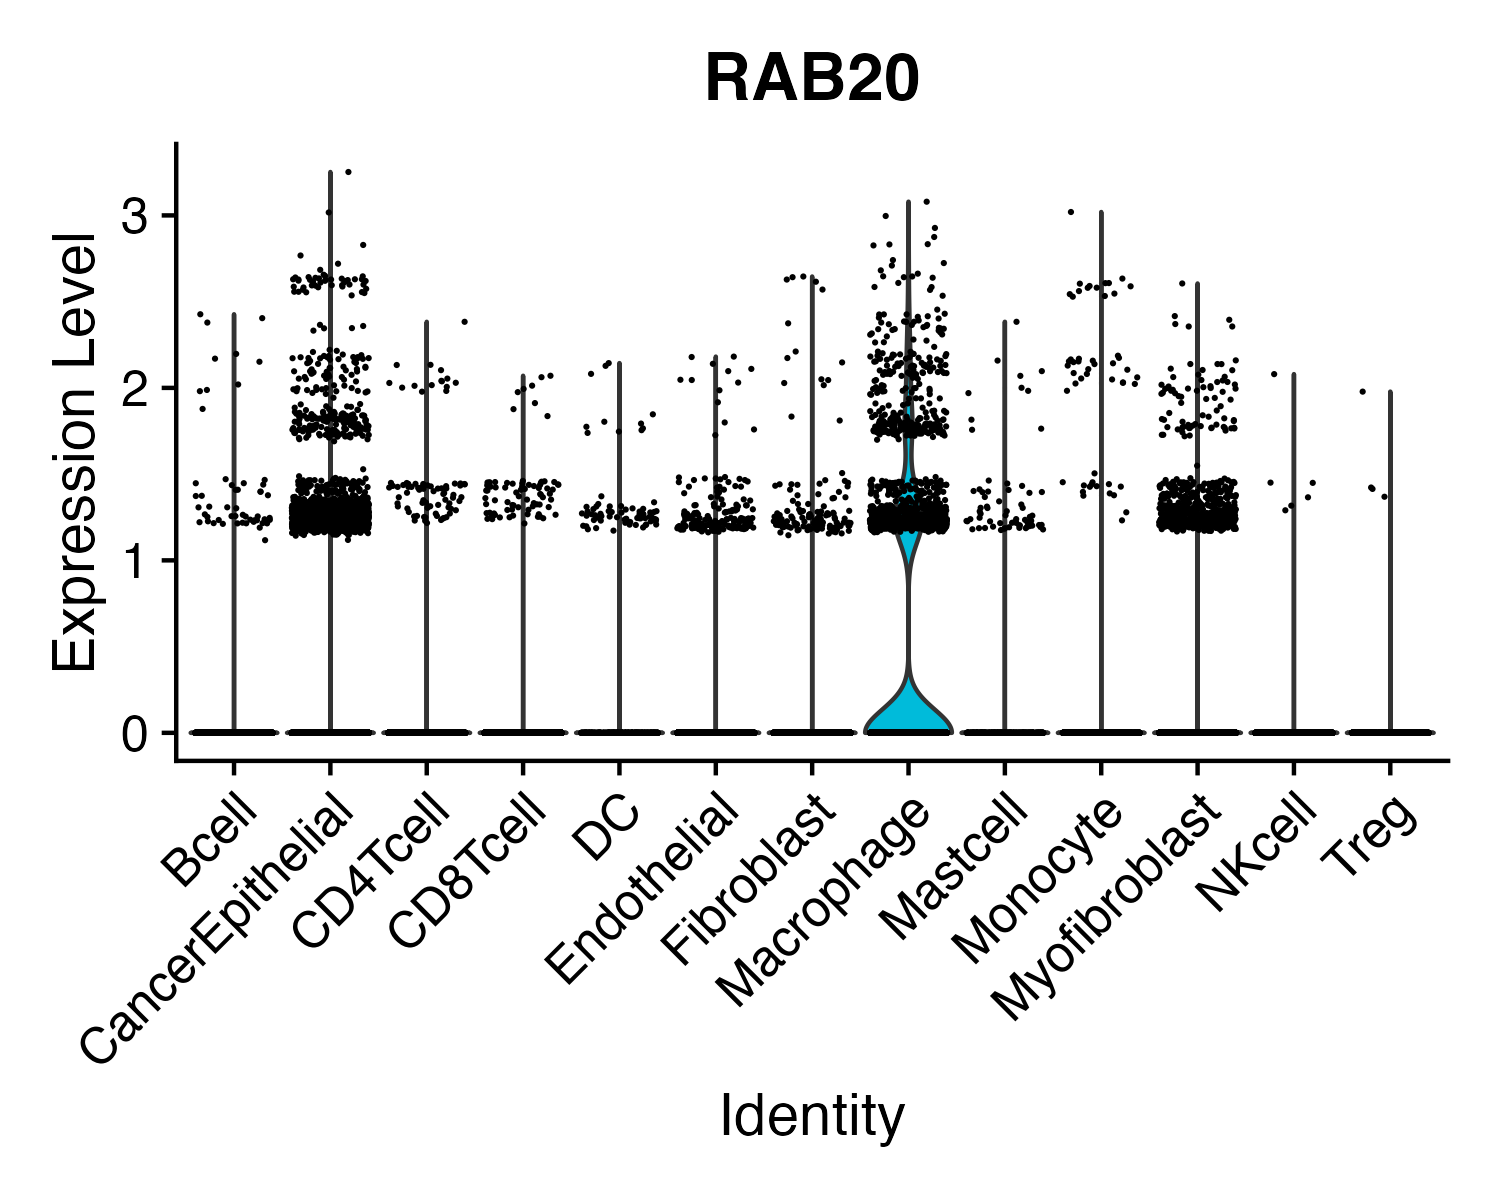 RAB20
Expression Level
3
2
1
0
Bcell
CancerEpithelial
CD4Tcell
CD8Tcell
DC
Endothelial
Fibroblast
Macrophage
Mastcell
Monocyte
Myofibroblast
NKcell
Treg
Identity